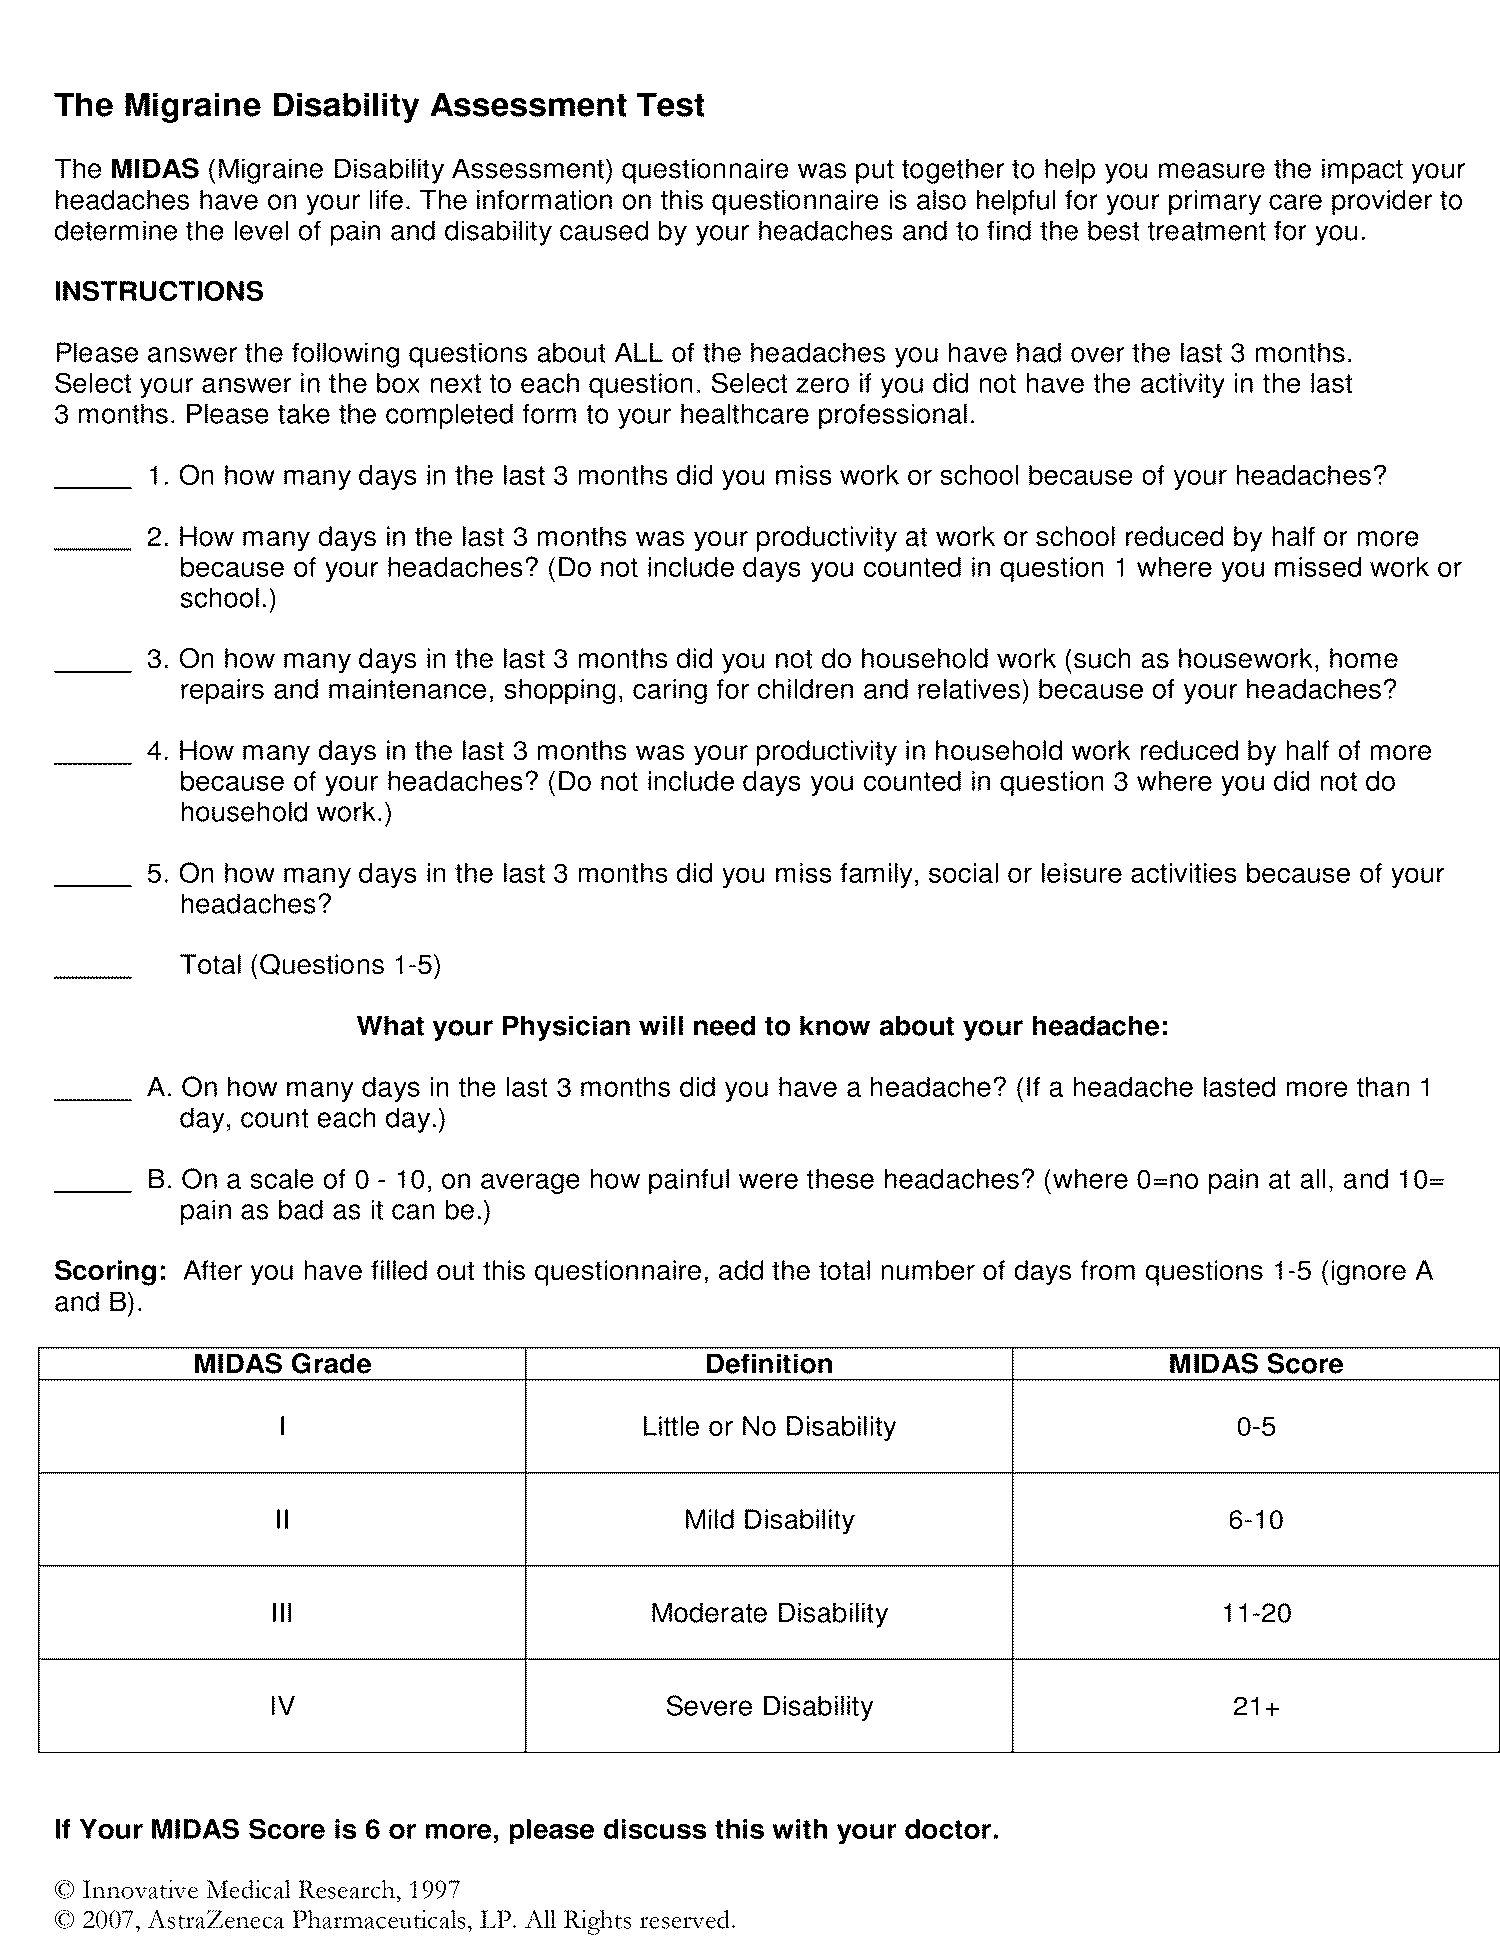 The Migraine Disability Assessment Test
The MIDAS (Migraine Disability Assessment) questionnaire was put together to help you measure the impact your
headaches have on your life. The information on this questionnaire is also helpful for your primary care provider to
determine the level of pain and disability caused by your headaches and to find the best treatment for you.
INSTRUCTIONS
Please answer the following questions about ALL of the headaches you have had over the last 3 months.
Select your answer in the box next to each question. Select zero if you did not have the activity in the last
3 months. Please take the completed form to your healthcare professional.
_____ 1. On how many days in the last 3 months did you miss work or school because of your headaches?
_____ 2. How many days in the last 3 months was your productivity at work or school reduced by half or more
because of your headaches? (Do not include days you counted in question 1 where you missed work or
school.)
_____ 3. On how many days in the last 3 months did you not do household work (such as housework, home
repairs and maintenance, shopping, caring for children and relatives) because of your headaches?
_____ 4. How many days in the last 3 months was your productivity in household work reduced by half of more
because of your headaches? (Do not include days you counted in question 3 where you did not do
household work.)
_____ 5. On how many days in the last 3 months did you miss family, social or leisure activities because of your
headaches?
_____ Total (Questions 1-5)
What your Physician will need to know about your headache:
_____ A. On how many days in the last 3 months did you have a headache? (If a headache lasted more than 1
day, count each day.)
_____ B. On a scale of 0 - 10, on average how painful were these headaches? (where 0=no pain at all, and 10=
pain as bad as it can be.)
Scoring: After you have filled out this questionnaire, add the total number of days from questions 1-5 (ignore A
and B).
MIDAS Grade Definition MIDAS Score
I Little or No Disability 0-5
II Mild Disability 6-10
III Moderate Disability 11-20
IV Severe Disability 21+
If Your MIDAS Score is 6 or more, please discuss this with your doctor.
© Innovative Medical Research, 1997
© 2007, AstraZeneca Pharmaceuticals, LP. All Rights reserved.